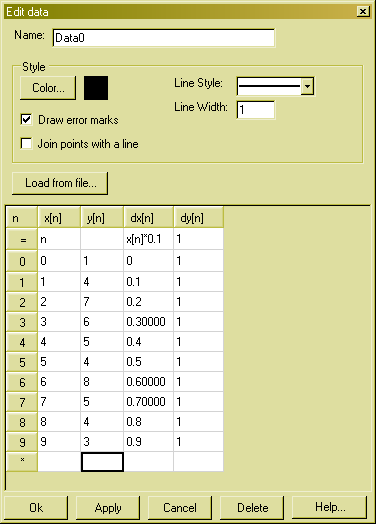 Edit data
Name: Data0
Style
Color... Line Style:
Line Width: 1
Draw error marks
Join points with a line
Load from file...
n x[n] y[n] dx[n] dy[n]
= n x[n]*0.1 1
0 0 1 0 1
1 1 4 0.1 1
2 2 7 0.2 1
3 3 6 0.30000 1
4 4 5 0.4 1
5 5 4 0.5 1
6 6 8 0.60000 1
7 7 5 0.70000 1
8 8 4 0.8 1
9 9 3 0.9 1
*
Ok Apply Cancel Delete Help...